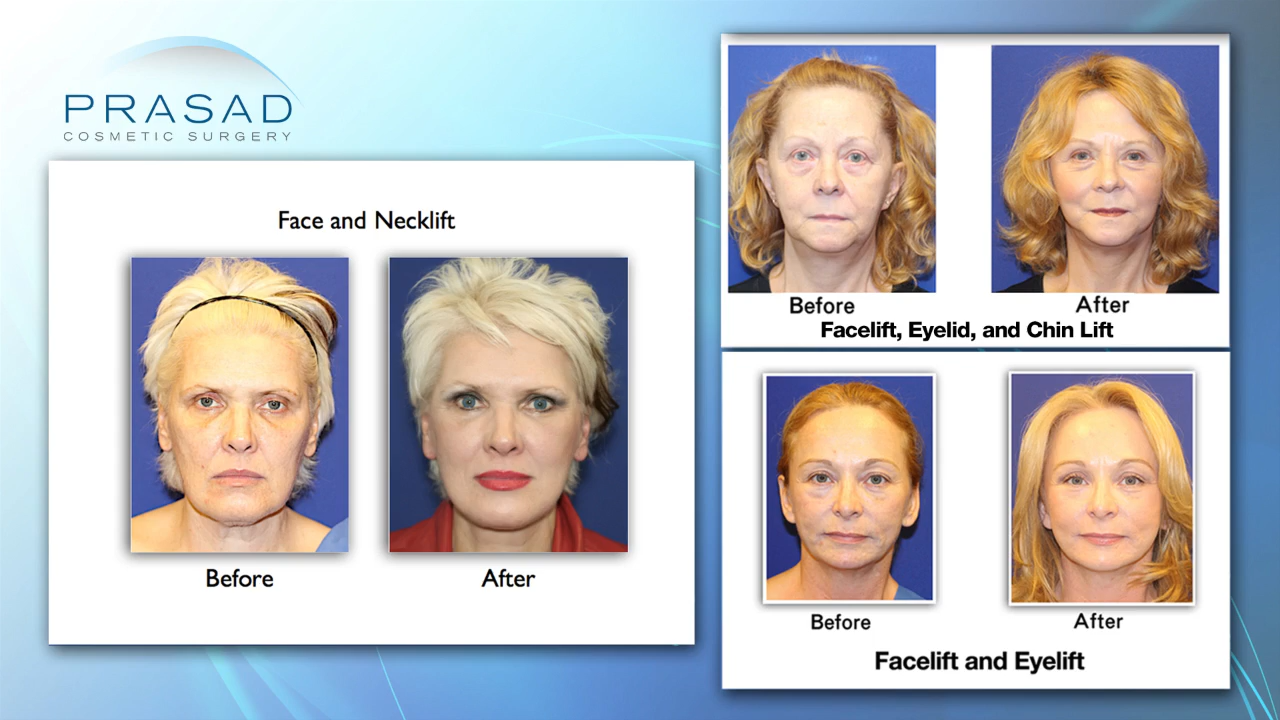 PRASAD
COSMETIC SURGERY
Face and Necklift
Before
After
Before
After
Facelift, Eyelid, and Chin Lift
Before
After
Facelift and Eyelift